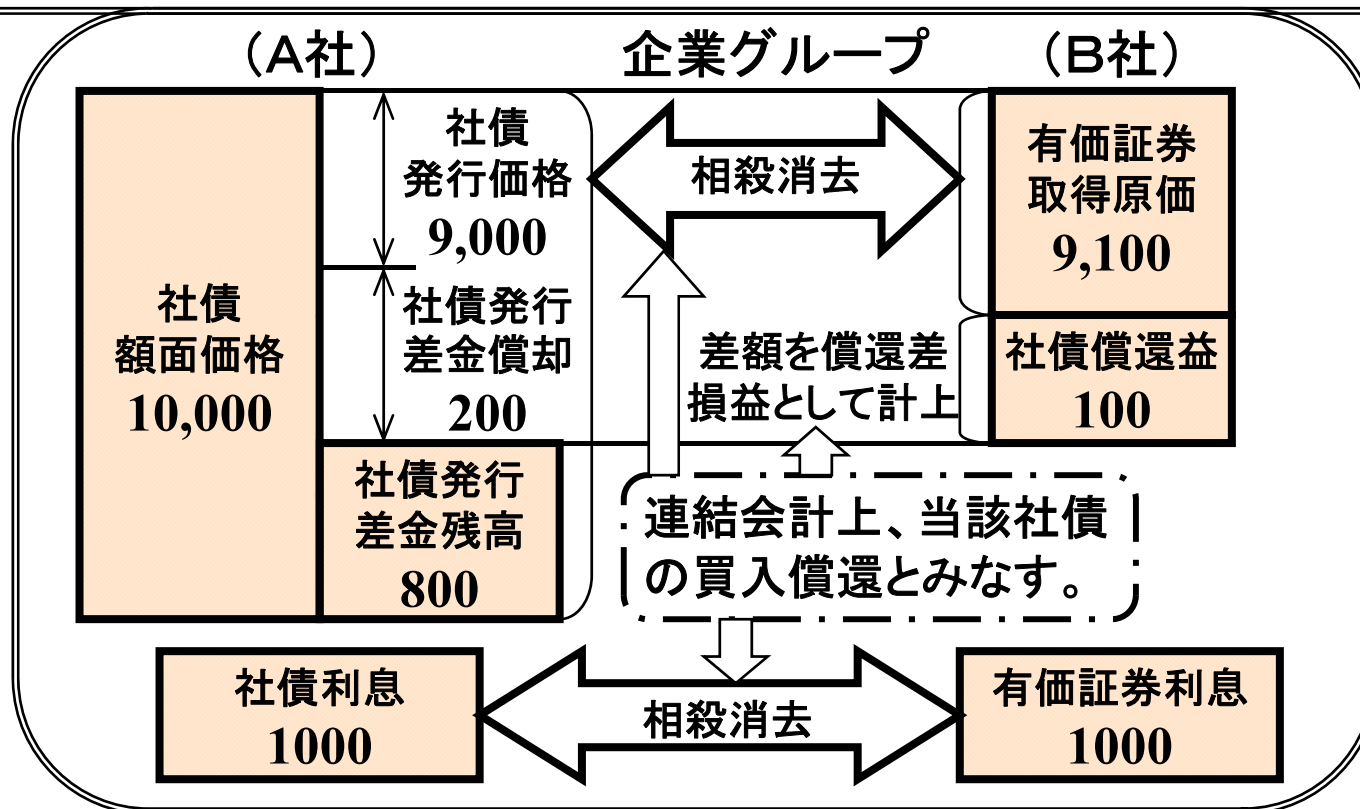 (A社)
企業グループ
(B社)
社債
額面価格
10,000
社債
発行価格
9,000
社債発行
差金償却
200
社債発行
差金残高
800
相殺消去
有価証券
取得原価
9,100
差額を償還差
損益として計上
社債償還益
100
連結会計上、当該社債
の買入償還とみなす。
社債利息
1000
相殺消去
有価証券利息
1000